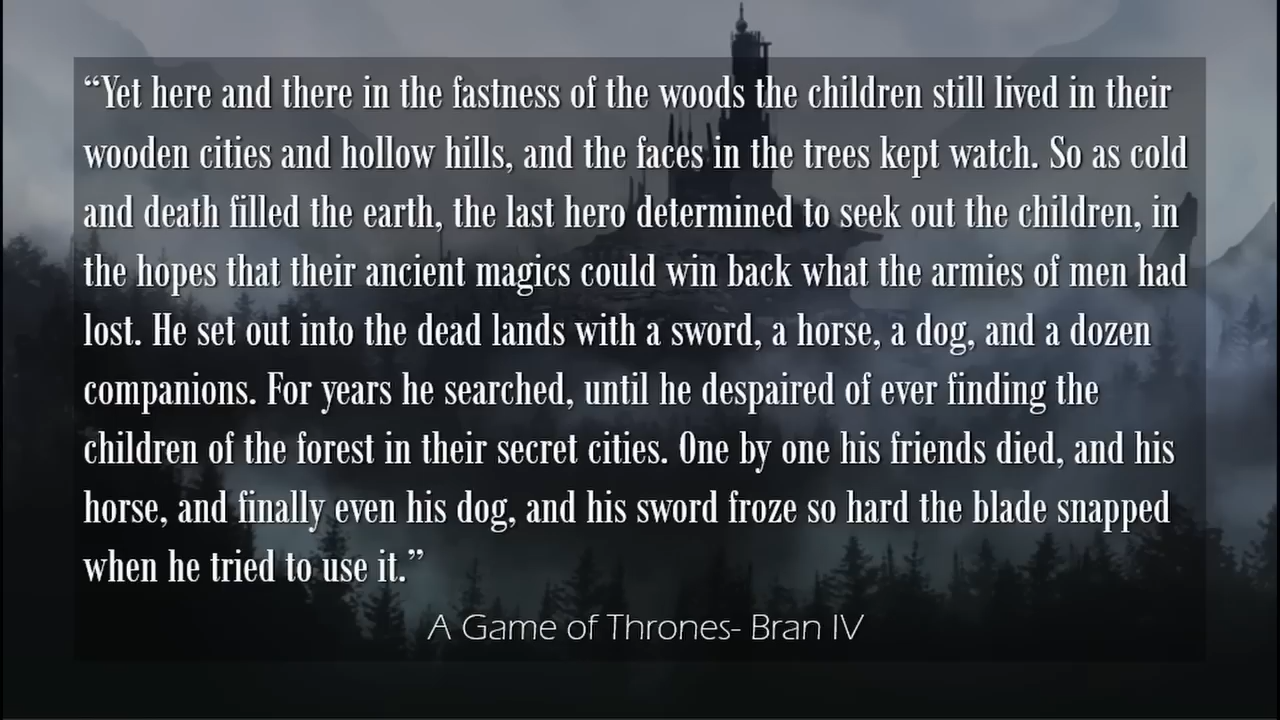 “Yet here and there in the fastness of the woods the children still lived in their
wooden cities and hollow hills, and the faces in the trees kept watch. So as cold
and death filled the earth, the last hero determined to seek out the children, in
the hopes that their ancient magics could win back what the armies of men had
lost. He set out into the dead lands with a sword, a horse, a dog, and a dozen
companions. For years he searched, until he despaired of ever finding the
children of the forest in their secret cities. One by one his friends died, and his
horse, and finally even his dog, and his sword froze so hard the blade snapped
when he tried to use it.”
A Game of Thrones- Bran IV